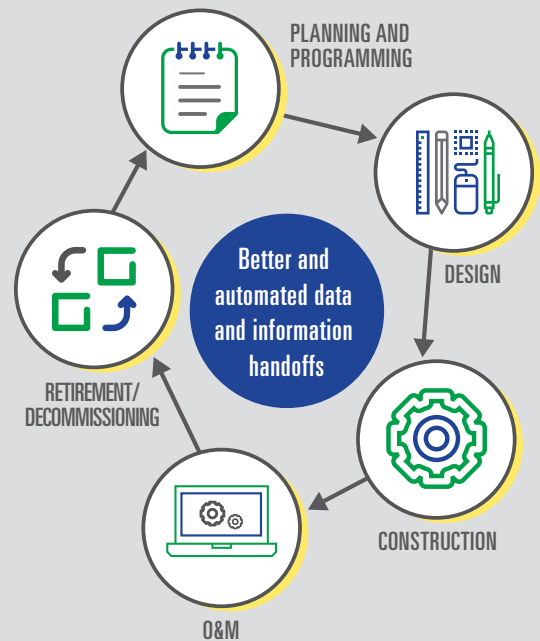 PLANNING AND
PROGRAMMING
DESIGN
Better and
automated data
and information
handoffs
RETIREMENT/
DECOMMISSIONING
CONSTRUCTION
O&M